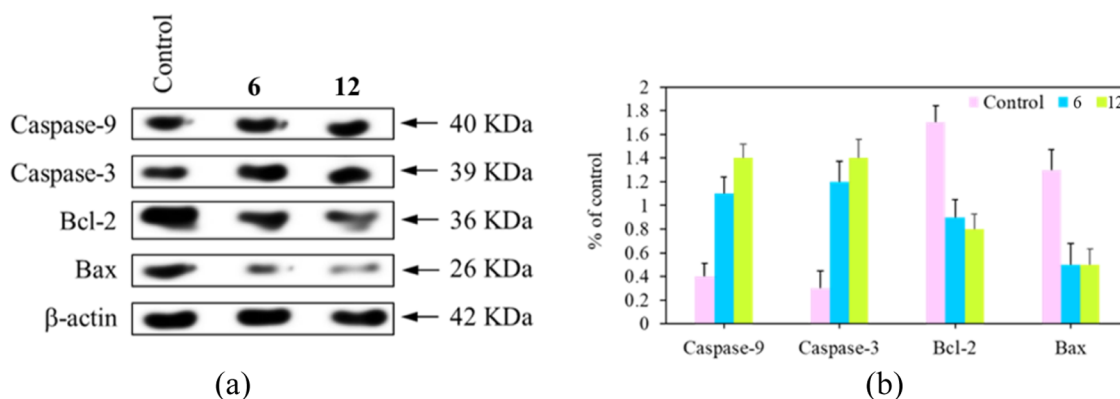 Control
6 12
Caspase-9 40 KDa
Caspase-3 39 KDa
Bcl-2 36 KDa
Bax 26 KDa
β-actin 42 KDa
(a)
% of control
2
1.8
1.6
1.4
1.2
1
0.8
0.6
0.4
0.2
0
Control 6 12
Caspase-9 Caspase-3 Bcl-2 Bax
(b)